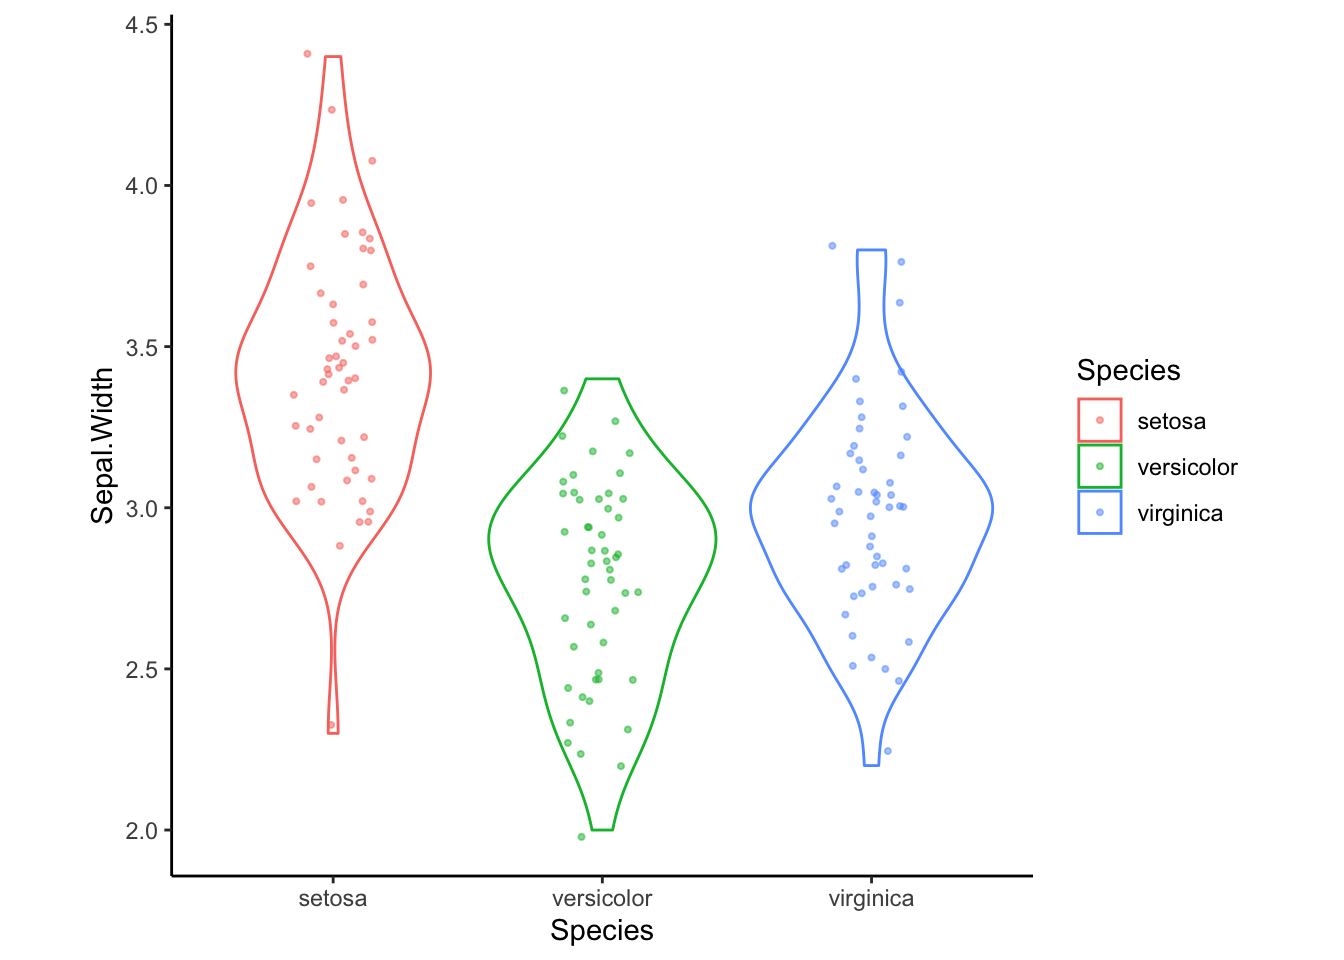 4.5
4.0
3.5
3.0
2.5
2.0
Sepal.Width
setosa
versicolor
virginica
Species
Species
setosa
versicolor
virginica